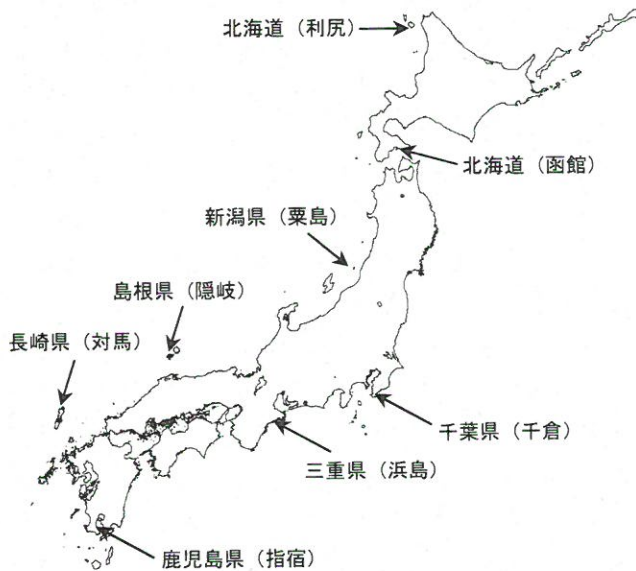 北海道（利尻）
北海道（函館）
新潟県（粟島）
島根県（隠岐）
長崎県（対馬）
千葉県（千倉）
三重県（浜島）
鹿児島県（指宿）